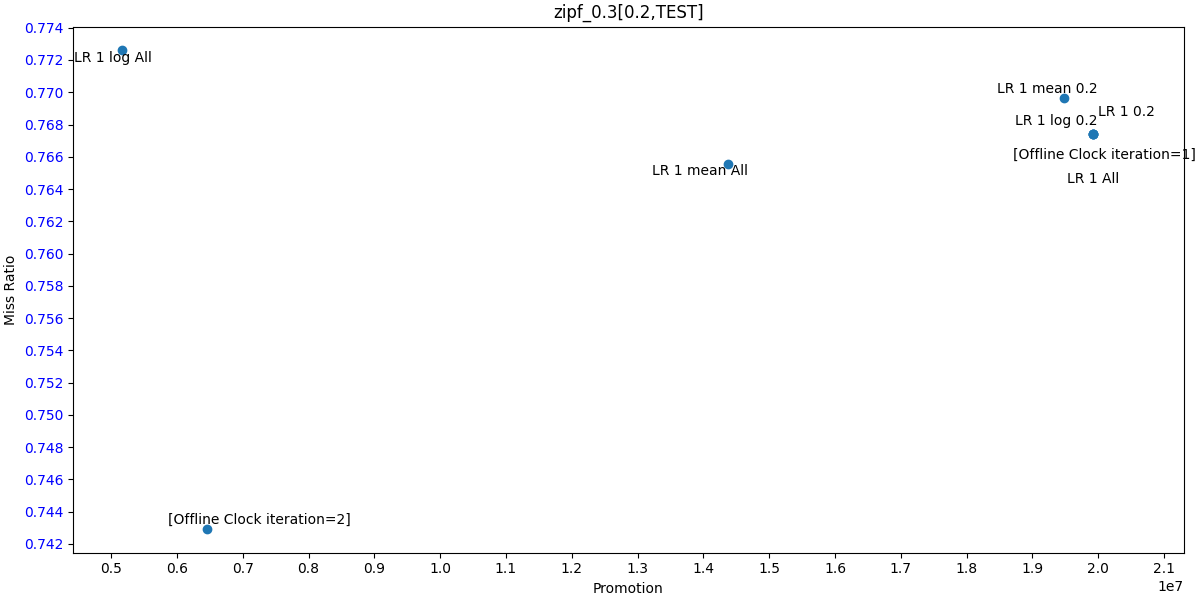 zipf_0.3[0.2,TEST]
0.774
0.772
0.770
0.768
0.766
0.764
0.762
0.760
0.758
0.756
0.754
0.752
0.750
0.748
0.746
0.744
0.742
Miss Ratio
LR 1 log All
LR 1 mean 0.2
LR 1 0.2
LR 1 log 0.2
[Offline Clock iteration=1]
LR 1 mean All
LR 1 All
[Offline Clock iteration=2]
0.5 0.6 0.7 0.8 0.9 1.0 1.1 1.2 1.3 1.4 1.5 1.6 1.7 1.8 1.9 2.0 2.1
1e7
Promotion